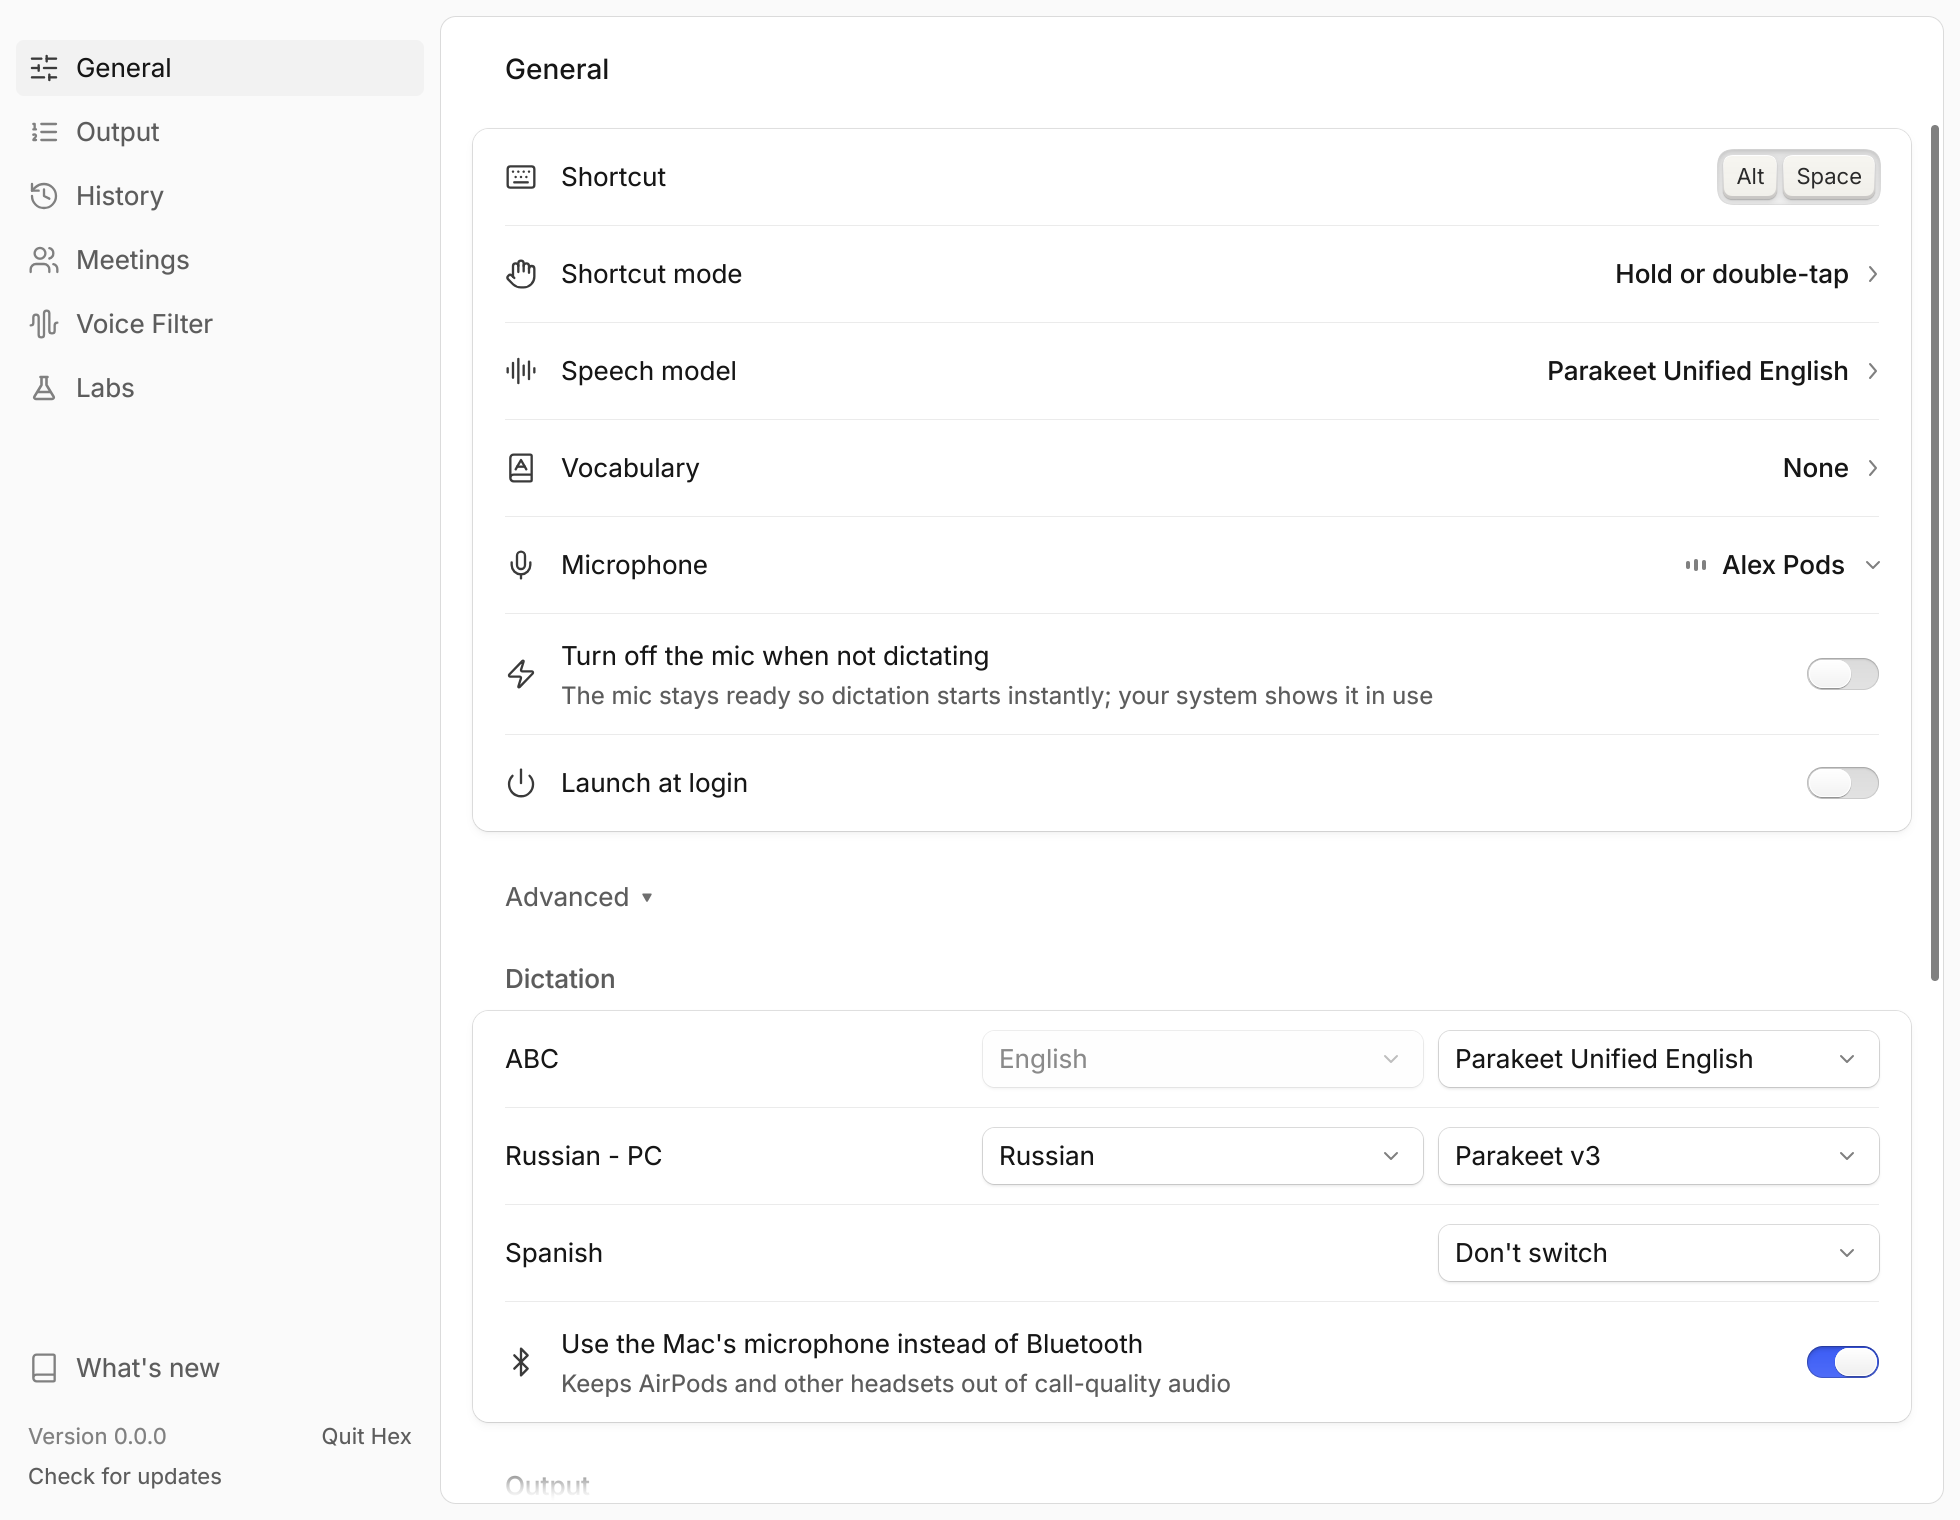 General
Output
History
Meetings
Voice Filter
Labs
What's new
Version 0.0.0
Quit Hex
Check for updates
General
Shortcut
Alt Space
Shortcut mode
Hold or double-tap
Speech model
Parakeet Unified English
Vocabulary
None
Microphone
Alex Pods
Turn off the mic when not dictating
The mic stays ready so dictation starts instantly; your system shows it in use
Launch at login
Advanced
Dictation
ABC
English
Parakeet Unified English
Russian - PC
Russian
Parakeet v3
Spanish
Don't switch
Use the Mac's microphone instead of Bluetooth
Keeps AirPods and other headsets out of call-quality audio
Output